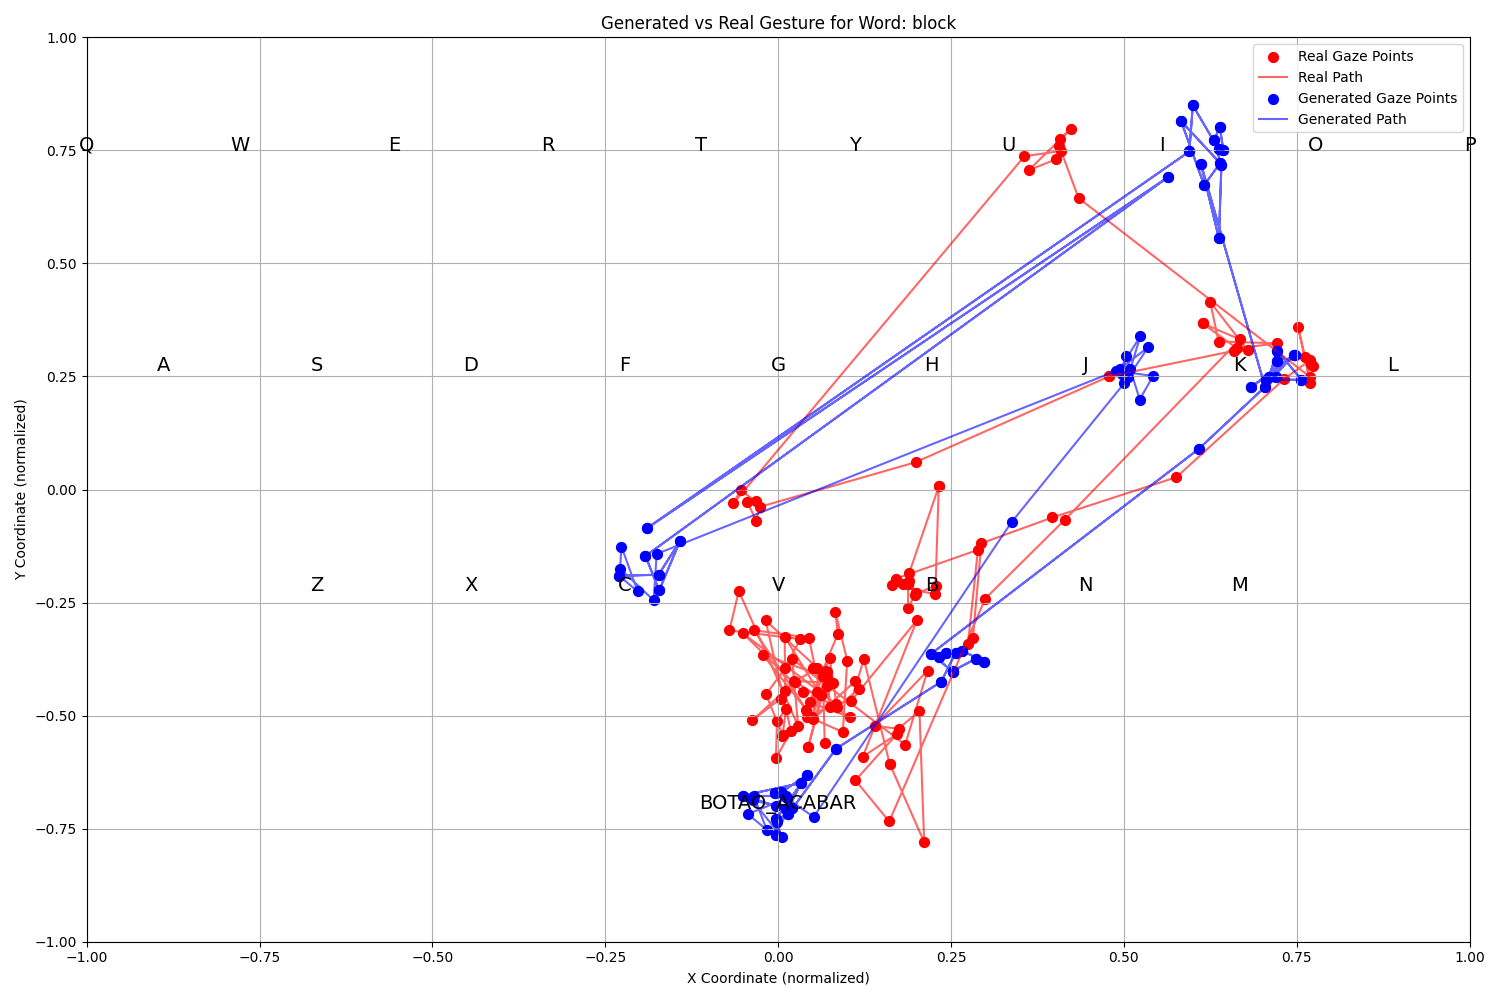 Generated vs Real Gesture for Word: block
Real Gaze Points
Real Path
Generated Gaze Points
Generated Path
1.00
0.75
0.50
0.25
0.00
−0.25
−0.50
−0.75
−1.00
Y Coordinate (normalized)
Q W E R T Y U I O P
A S D F G H J K L
Z X C V B N M
BOTAO_ACABAR
−1.00 −0.75 −0.50 −0.25 0.00 0.25 0.50 0.75 1.00
X Coordinate (normalized)